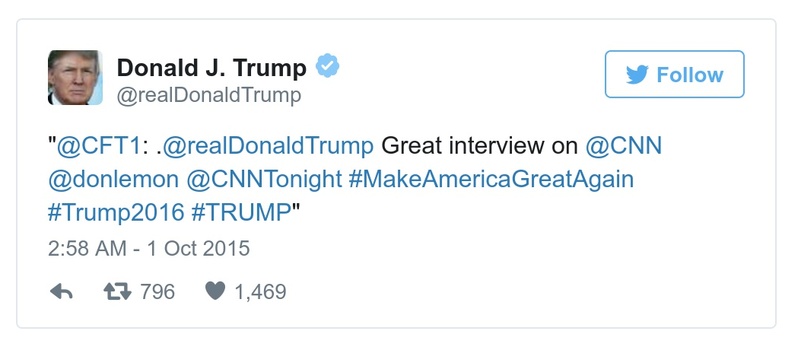 Donald J. Trump
@realDonaldTrump
Follow
"@CFT1: .@realDonaldTrump Great interview on @CNN
@donlemon @CNNTonight #MakeAmericaGreatAgain
#Trump2016 #TRUMP"
2:58 AM - 1 Oct 2015
796 1,469